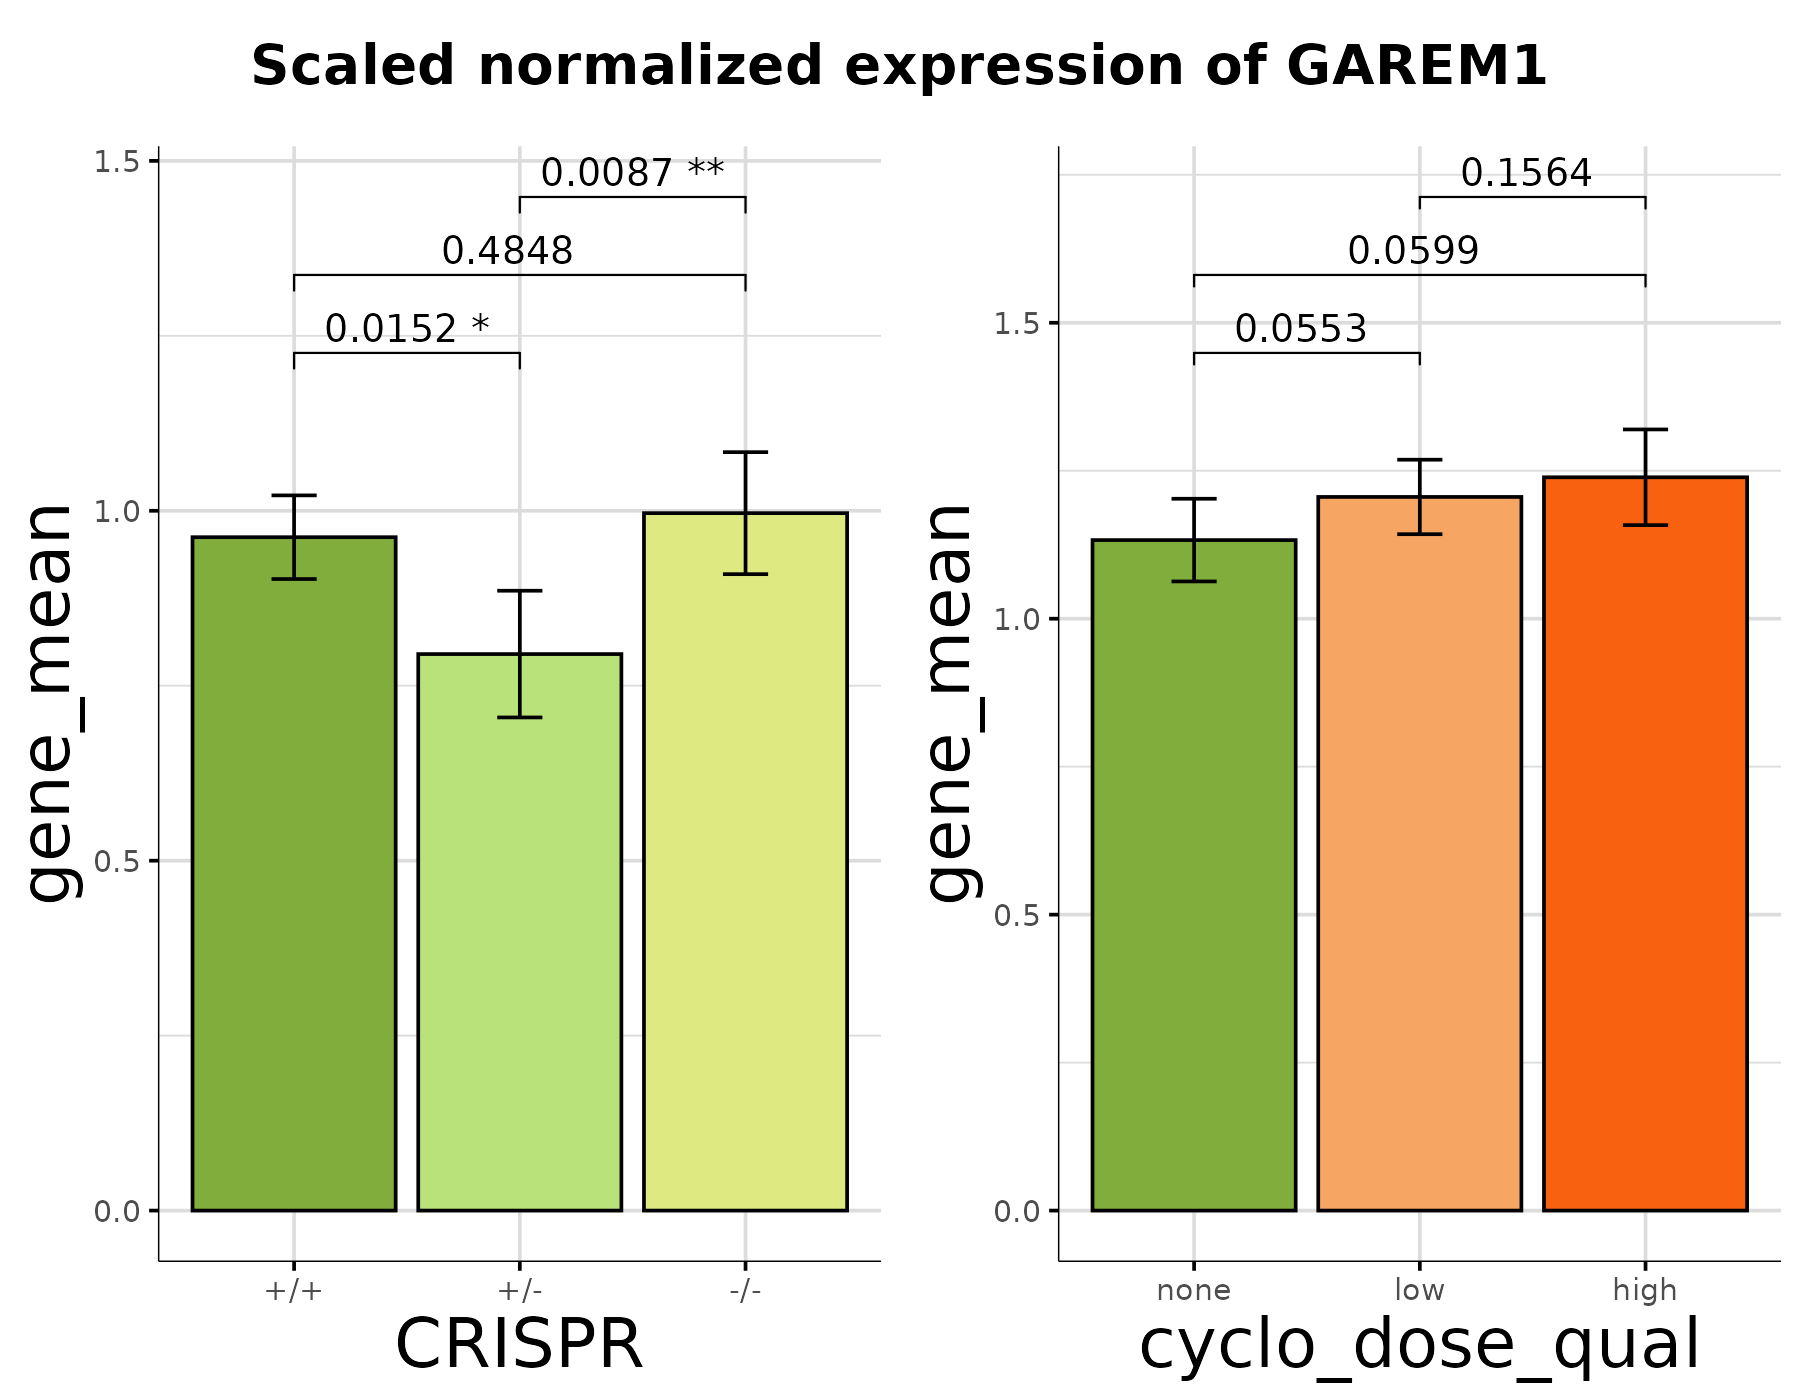 Scaled normalized expression of GAREM1
gene_mean
1.5
1.0
0.5
0.0
0.0087 **
0.4848
0.0152 *
+/+
+/-
-/-
CRISPR
gene_mean
1.5
1.0
0.5
0.0
0.1564
0.0599
0.0553
none
low
high
cyclo_dose_qual